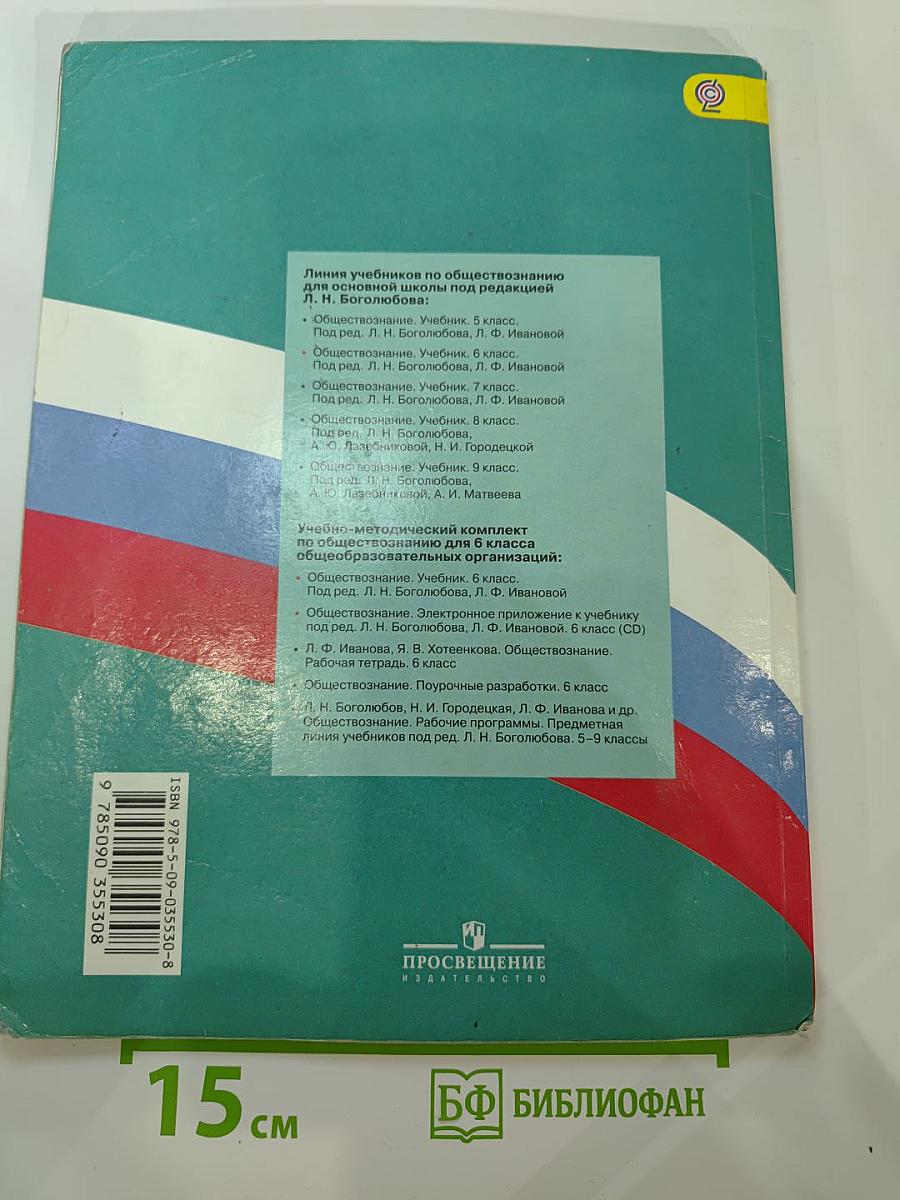 Линия учебников по обществознанию
для основной школы под редакцией
Л. Н. Боголюбова:
• Обществознание. Учебник. 5 класс.
Под ред. Л. Н. Боголюбова, Л. Ф. Ивановой
• Обществознание. Учебник. 6 класс.
Под ред. Л. Н. Боголюбова, Л. Ф. Ивановой
• Обществознание. Учебник. 7 класс.
Под ред. Л. Н. Боголюбова, Л. Ф. Ивановой
• Обществознание. Учебник. 8 класс.
Под ред. Л. Н. Боголюбова,
А. Ю. Лазебниковой, Н. И. Городецкой
• Обществознание. Учебник. 9 класс.
Под ред. Л. Н. Боголюбова,
А. Ю. Лазебниковой, А. И. Матвеева
Учебно-методический комплект
по обществознанию для 6 класса
общеобразовательных организаций:
• Обществознание. Учебник. 6 класс.
Под ред. Л. Н. Боголюбова, Л. Ф. Ивановой
• Обществознание. Электронное приложение к учебнику
под ред. Л. Н. Боголюбова, Л. Ф. Ивановой. 6 класс (CD)
• Л. Ф. Иванова, Я. В. Хотеенкова. Обществознание.
Рабочая тетрадь. 6 класс
• Обществознание. Поурочные разработки. 6 класс
• Л. Н. Боголюбов, Н. И. Городецкая, Л. Ф. Иванова и др.
Обществознание. Рабочие программы. Предметная
линия учебников под ред. Л. Н. Боголюбова. 5–9 классы
ISBN 978-5-09-035530-8
9 785090 355308
ПРОСВЕЩЕНИЕ
ИЗДАТЕЛЬСТВО
15 см
БФ БИБЛИОФАН